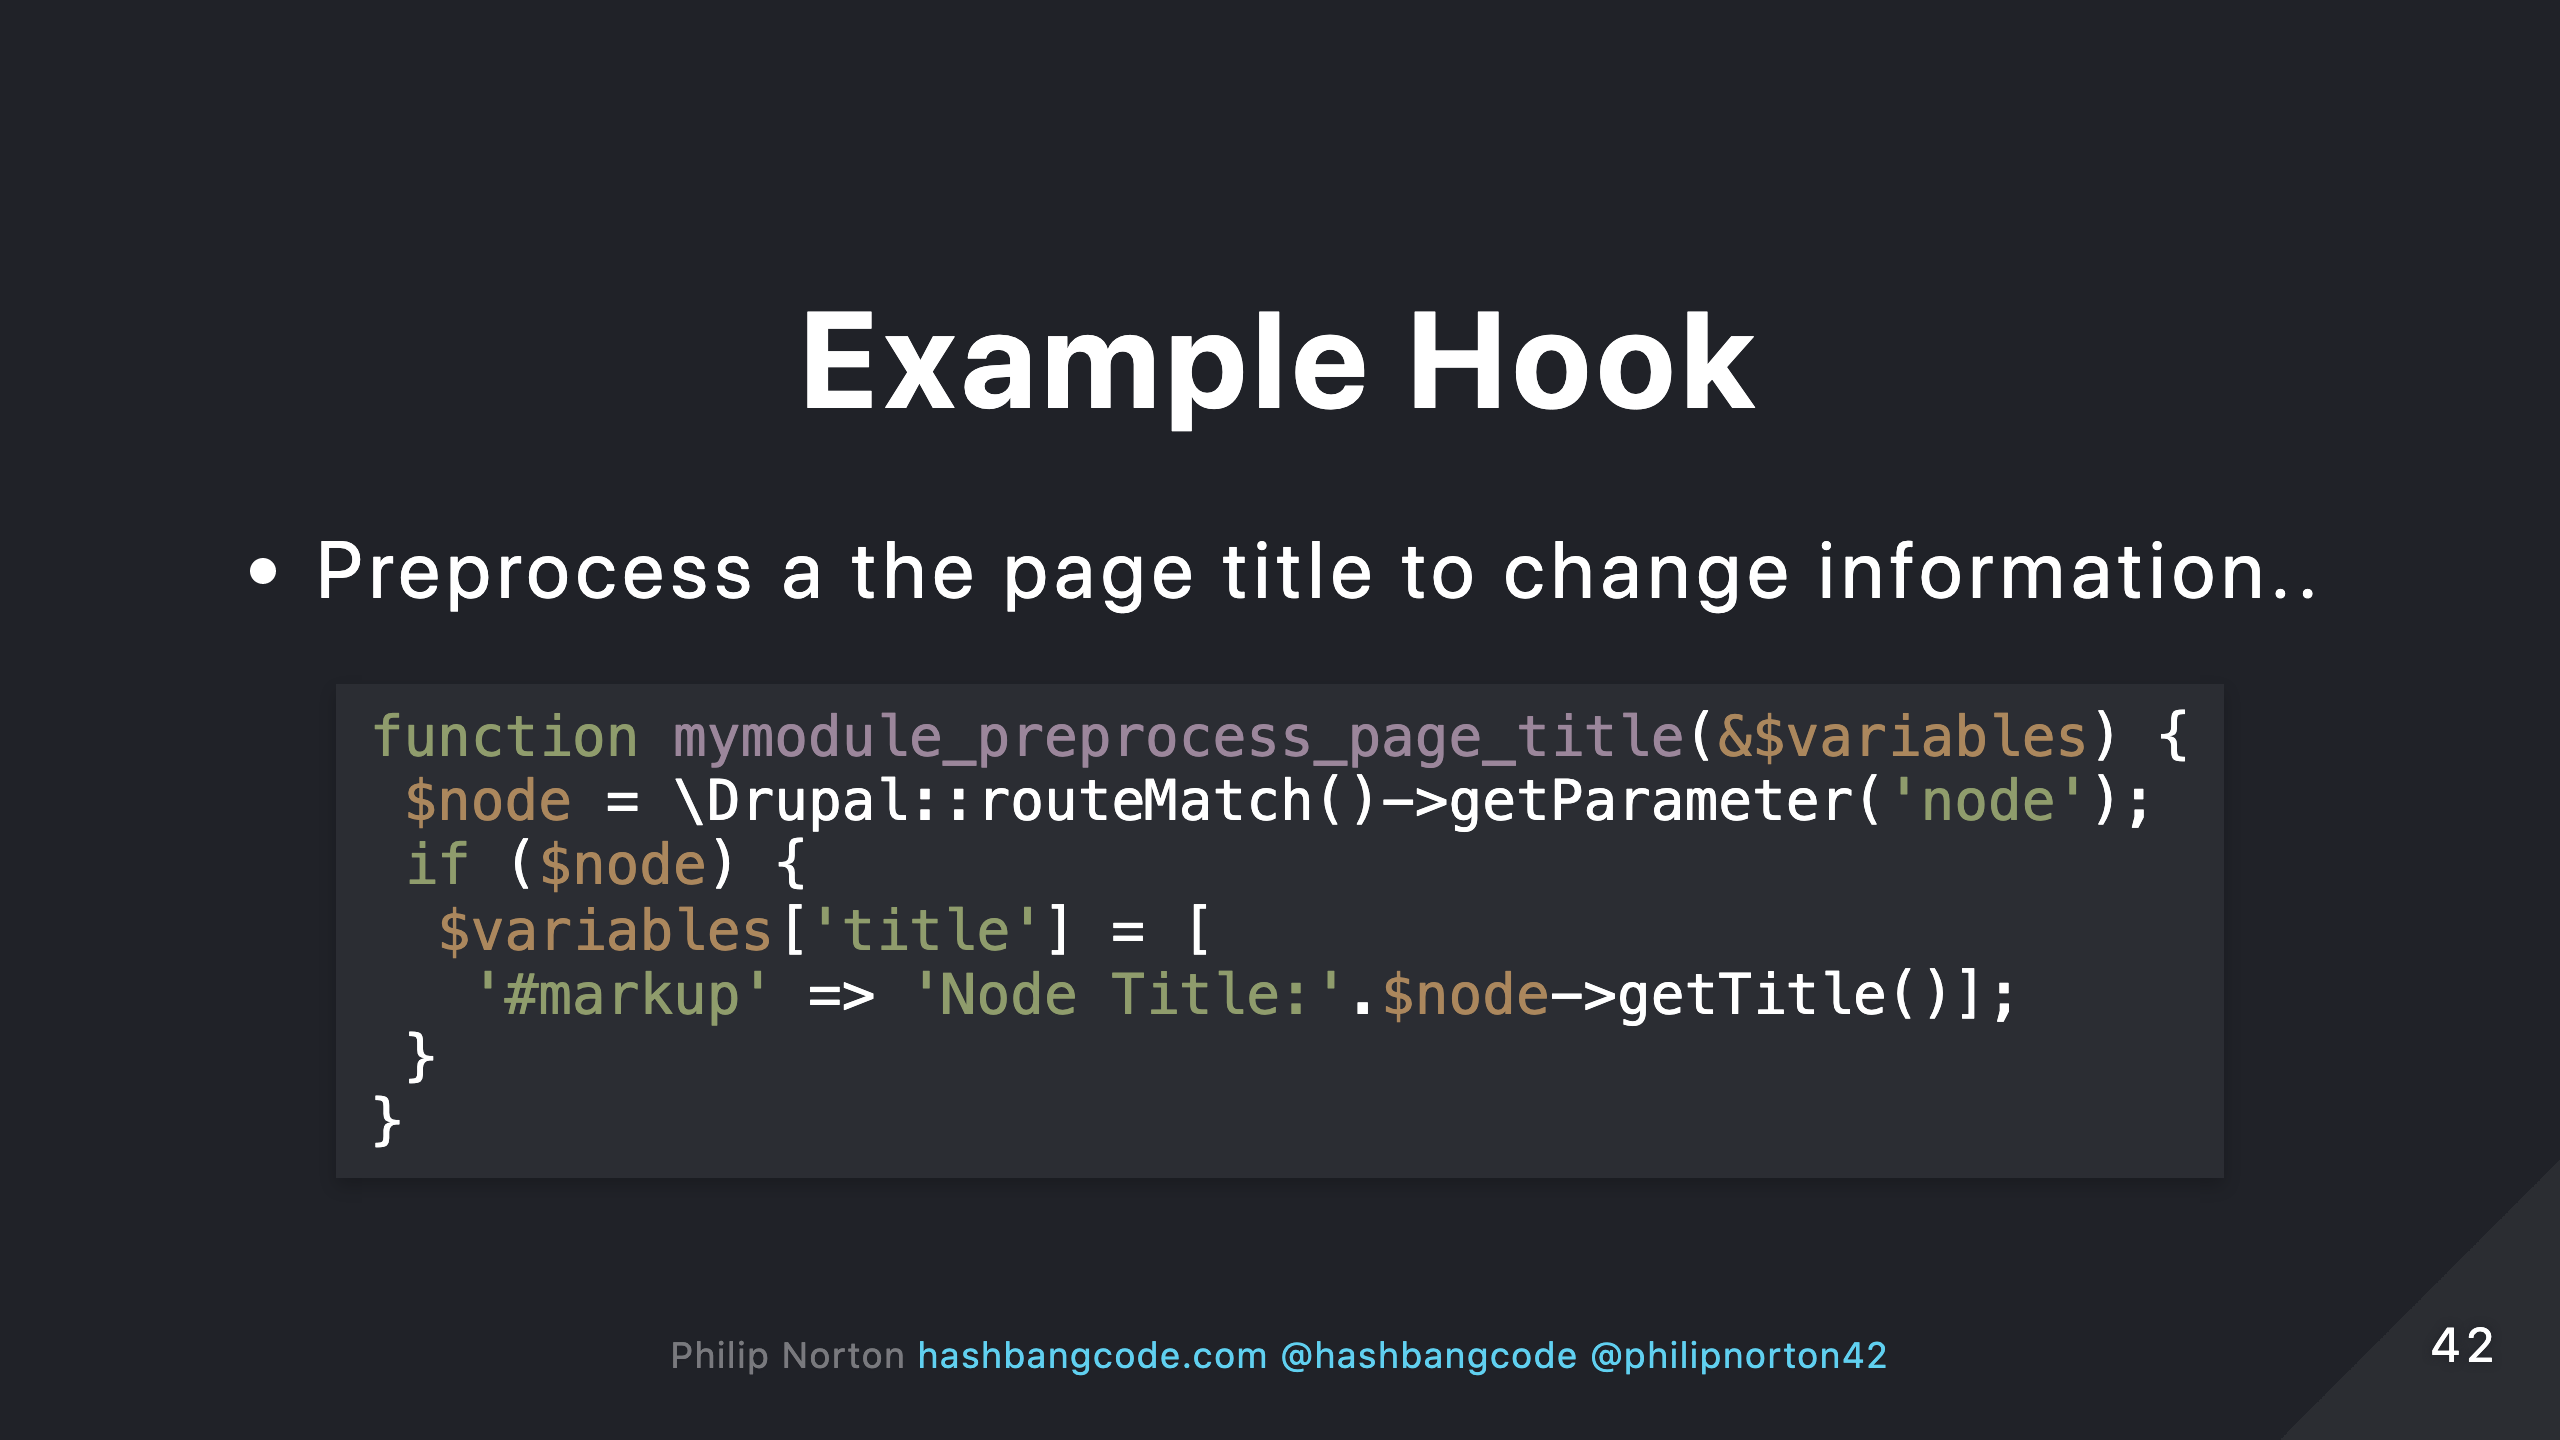 Example Hook
• Preprocess a the page title to change information..
function mymodule_preprocess_page_title(&$variables) {
 $node = \Drupal::routeMatch()->getParameter('node');
 if ($node) {
  $variables['title'] = [
   '#markup' => 'Node Title:'.$node->getTitle()];
 }
}
Philip Norton hashbangcode.com @hashbangcode @philipnorton42
42